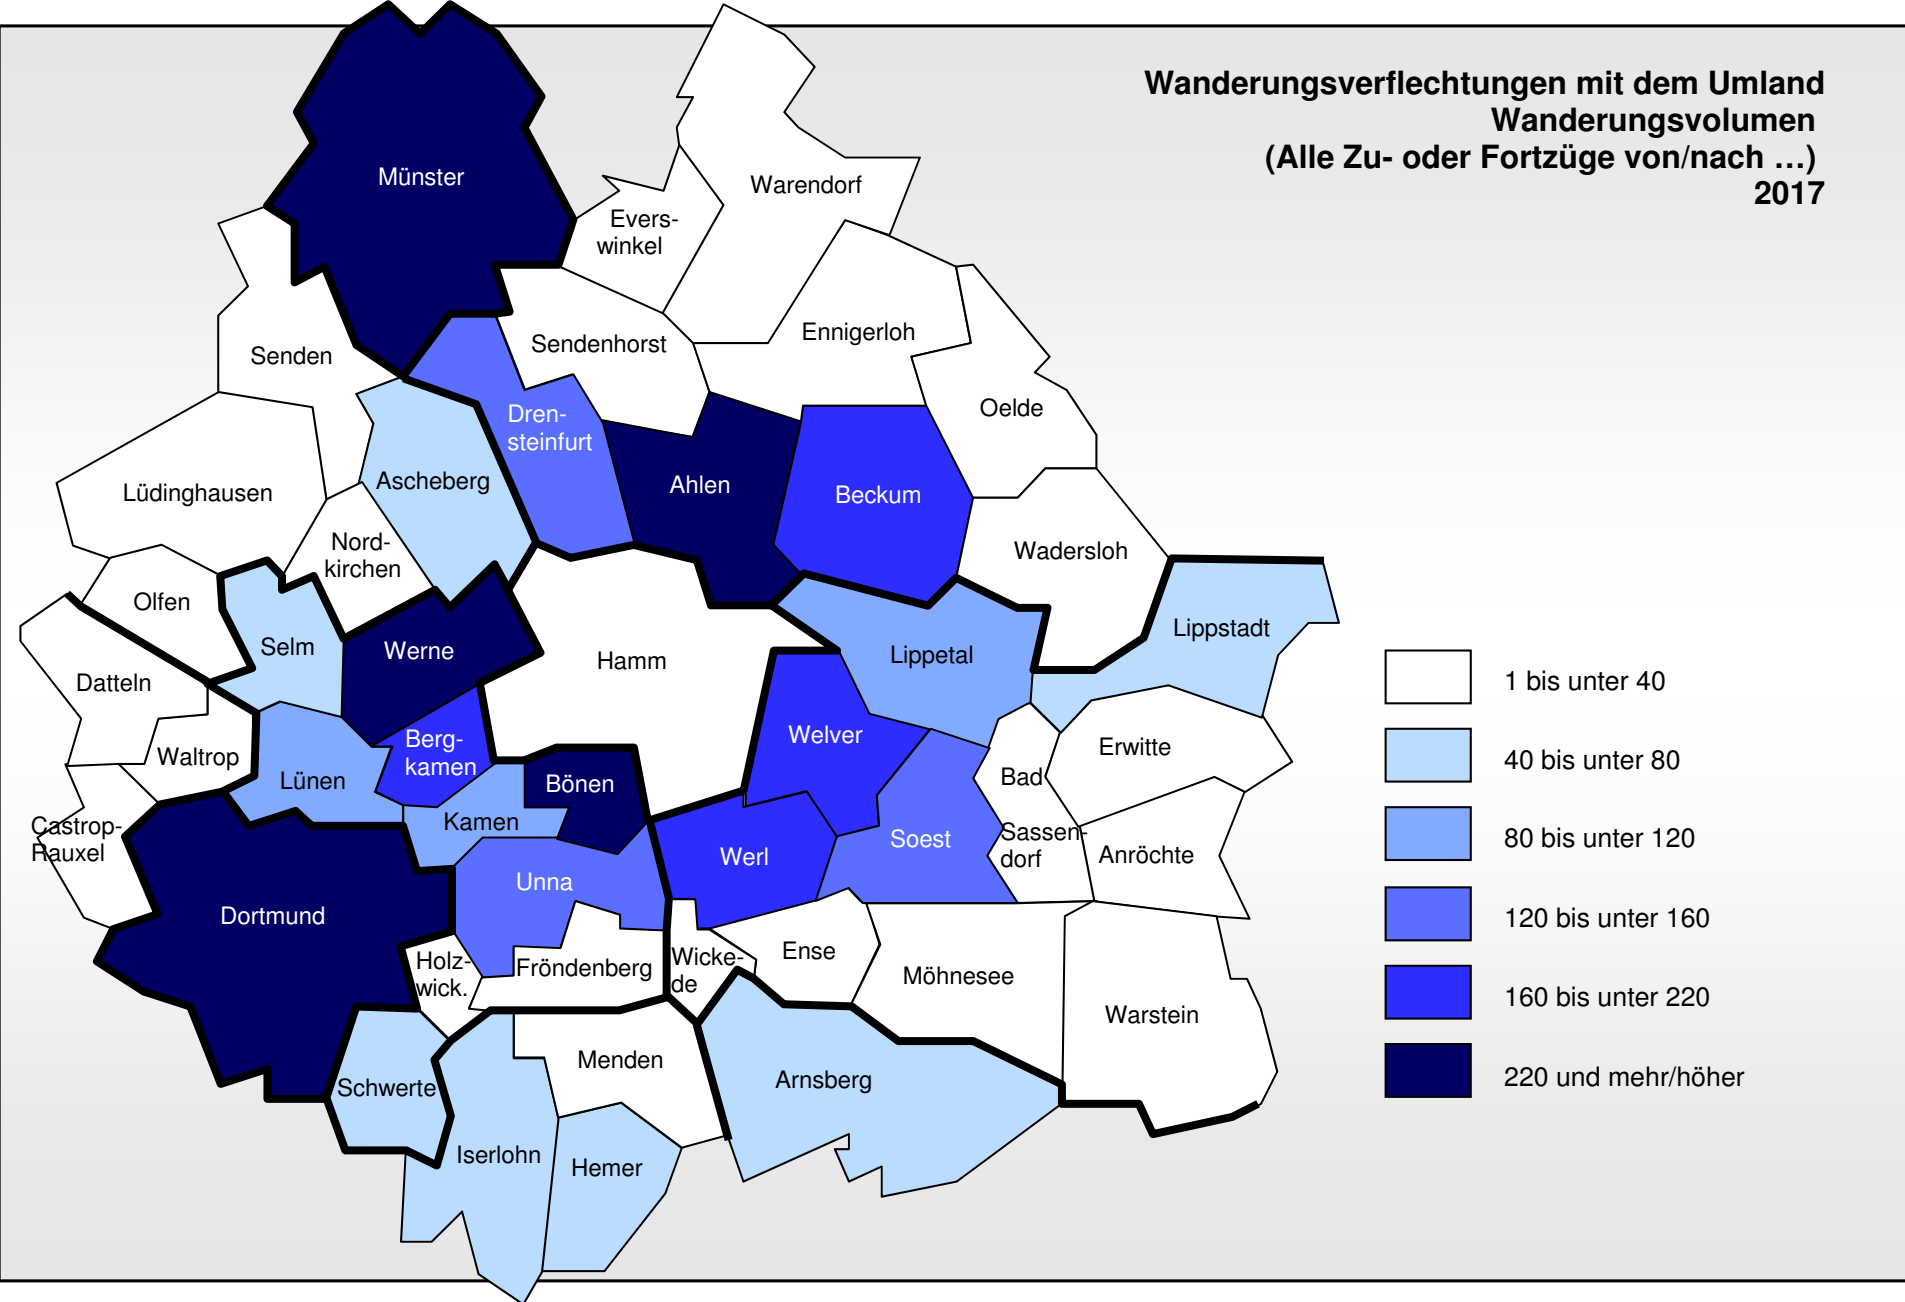 Wanderungsverflechtungen mit dem Umland
Wanderungsvolumen
(Alle Zu- oder Fortzüge von/nach …)
2017
Münster
Warendorf
Evers-
winkel
Sendenhorst
Ennigerloh
Senden
Oelde
Dren-
steinfurt
Ascheberg
Ahlen
Beckum
Lüdinghausen
Nord-
kirchen
Wadersloh
Olfen
Selm
Werne
Hamm
Lippetal
Lippstadt
Datteln
Waltrop
Lünen
Berg-
kamen
Bönen
Welver
Erwitte
Bad
Sassen-
dorf
Castrop-
Rauxel
Kamen
Unna
Werl
Soest
Anröchte
Dortmund
Holz-
wick.
Fröndenberg
Wicke-
de
Ense
Möhnesee
Warstein
Schwerte
Menden
Arnsberg
Iserlohn
Hemer
1 bis unter 40
40 bis unter 80
80 bis unter 120
120 bis unter 160
160 bis unter 220
220 und mehr/höher